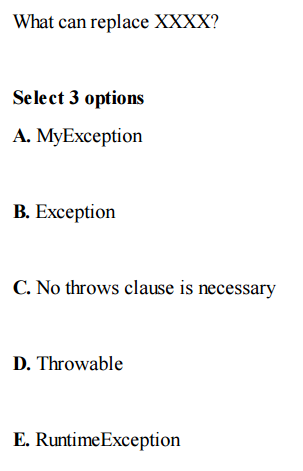 What can replace XXXX?
Select 3 options
A. MyException
B. Exception
C. No throws clause is necessary
D. Throwable
E. RuntimeException